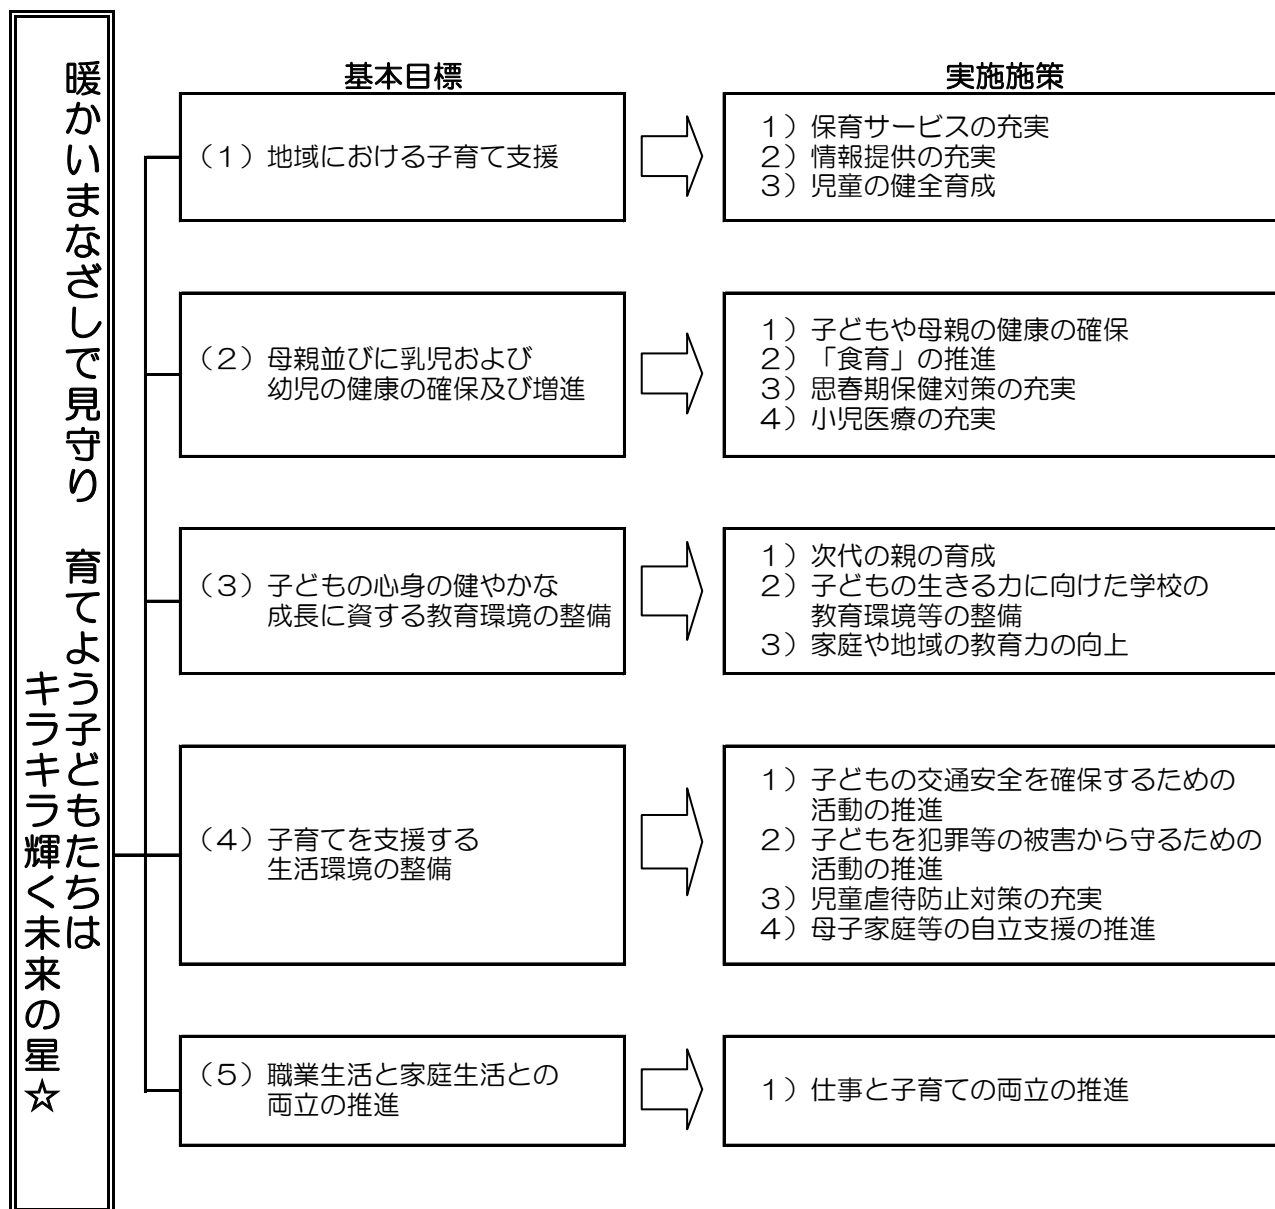 暖かいまなざしで見守り　育てよう子どもたちは
キラキラ輝く未来の星☆
基本目標
実施施策
（１）地域における子育て支援
１）保育サービスの充実
２）情報提供の充実
３）児童の健全育成
（２）母親並びに乳児および
幼児の健康の確保及び増進
１）子どもや母親の健康の確保
２）「食育」の推進
３）思春期保健対策の充実
４）小児医療の充実
（３）子どもの心身の健やかな
成長に資する教育環境の整備
１）次代の親の育成
２）子どもの生きる力に向けた学校の
教育環境等の整備
３）家庭や地域の教育力の向上
（４）子育てを支援する
生活環境の整備
１）子どもの交通安全を確保するための
活動の推進
２）子どもを犯罪等の被害から守るための
活動の推進
３）児童虐待防止対策の充実
４）母子家庭等の自立支援の推進
（５）職業生活と家庭生活との
両立の推進
１）仕事と子育ての両立の推進